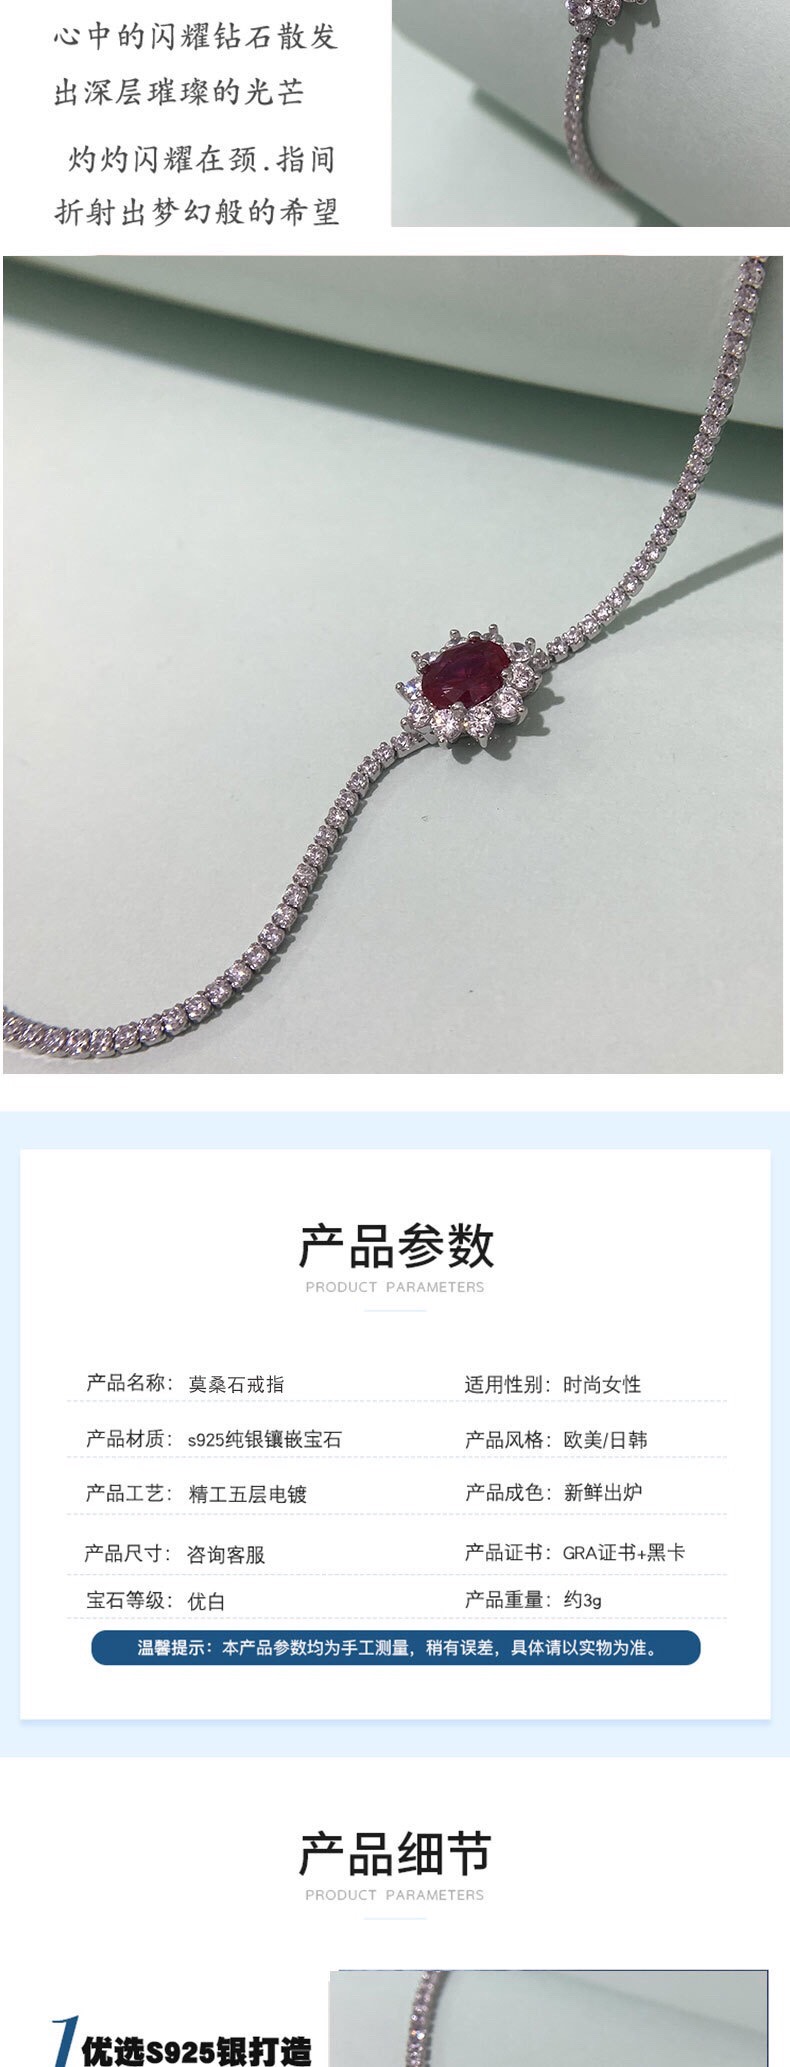 心中的闪耀钻石散发
出深层璀璨的光芒
灼灼闪耀在颈.指间
折射出梦幻般的希望
产品参数
PRODUCT PARAMETERS
产品名称： 莫桑石戒指
适用性别：时尚女性
产品材质： s925纯银镶嵌宝石
产品风格：欧美/日韩
产品工艺： 精工五层电镀
产品成色：新鲜出炉
产品尺寸： 咨询客服
产品证书：GRA证书+黑卡
宝石等级：优白
产品重量：约3g
温馨提示：本产品参数均为手工测量，稍有误差，具体请以实物为准。
产品细节
PRODUCT PARAMETERS
1优选S925银打造